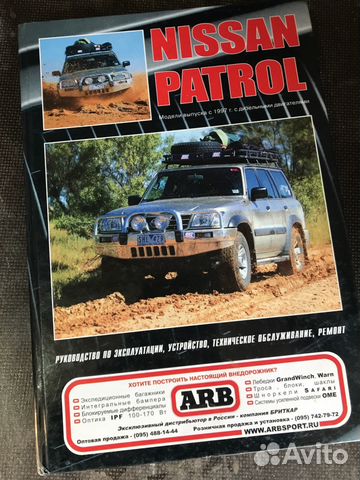 NISSAN
PATROL
Модели выпуска с 1997 г. с дизельными двигателями
РУКОВОДСТВО ПО ЭКСПЛУАТАЦИИ, УСТРОЙСТВО, ТЕХНИЧЕСКОЕ ОБСЛУЖИВАНИЕ, РЕМОНТ
ХОТИТЕ ПОСТРОИТЬ НАСТОЯЩИЙ ВНЕДОРОЖНИК?
Экспедиционные багажники
Интегральные бампера
Блокируемые дифференциалы
Оптика IPF 100-170 Вт
ARB
Лебедки GrandWinch, Warn
Троса, блоки, шаклы
Шноркели SAFARI
Системы усиленной подвески OME
Эксклюзивный дистрибьютор в России - компания БРИТКАР
Оптовая продажа - (095) 488-14-44
Розничная продажа и установка - (095) 742-79-72
WWW.ARBSPORT.RU
Avito